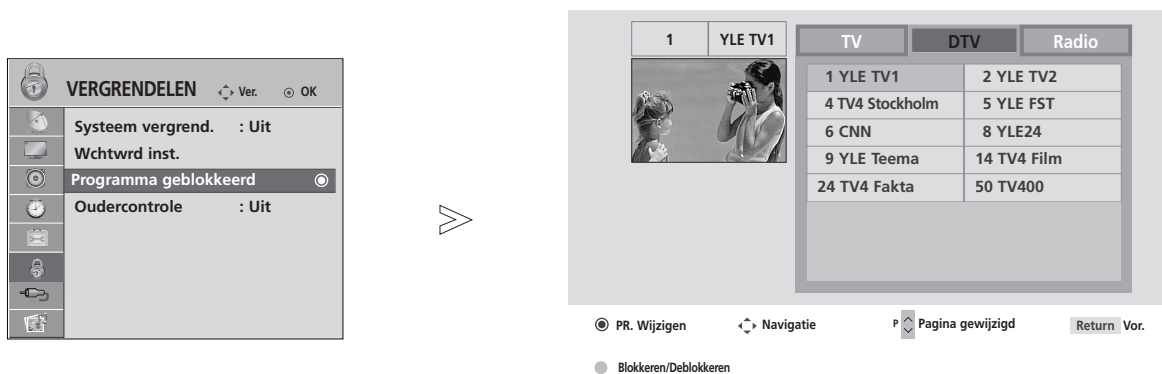 VERGRENDELEN Ver. OK
Systeem vergrend. : Uit
Wchtwrd inst.
Programma geblokkeerd
Oudercontrole : Uit
1 YLE TV1
TV DTV Radio
1 YLE TV1 2 YLE TV2
4 TV4 Stockholm 5 YLE FST
6 CNN 8 YLE24
9 YLE Teema 14 TV4 Film
24 TV4 Fakta 50 TV400
PR. Wijzigen Navigatie P Pagina gewijzigd Return Vor.
Blokkeren/Deblokkeren